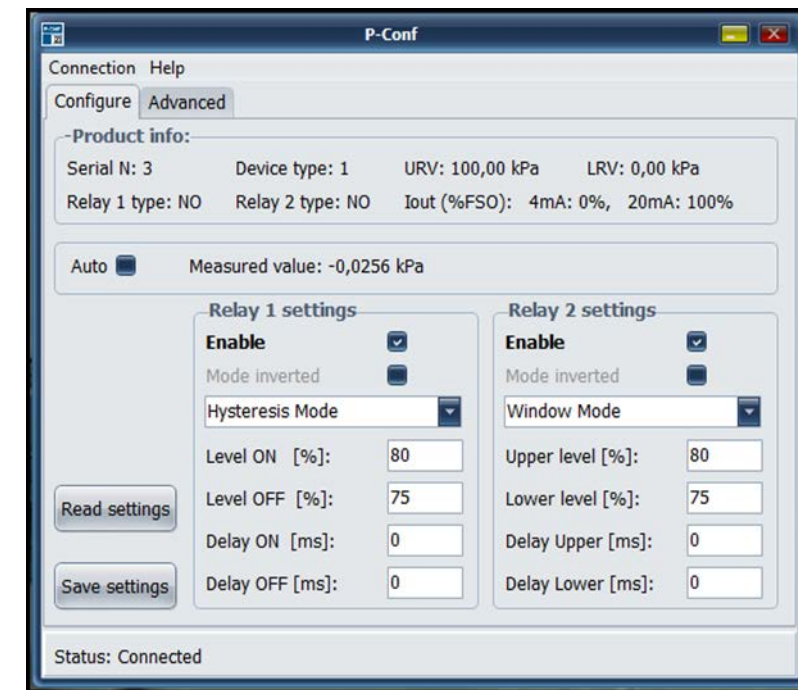 P-Conf
Connection Help
Configure Advanced
-Product info:
Serial N: 3 Device type: 1 URV: 100,00 kPa LRV: 0,00 kPa
Relay 1 type: NO Relay 2 type: NO Iout (%FSO): 4mA: 0%, 20mA: 100%
Auto Measured value: -0,0256 kPa
Relay 1 settings
Enable
Mode inverted
Hysteresis Mode
Level ON [%]: 80
Level OFF [%]: 75
Delay ON [ms]: 0
Delay OFF [ms]: 0
Relay 2 settings
Enable
Mode inverted
Window Mode
Upper level [%]: 80
Lower level [%]: 75
Delay Upper [ms]: 0
Delay Lower [ms]: 0
Read settings
Save settings
Status: Connected